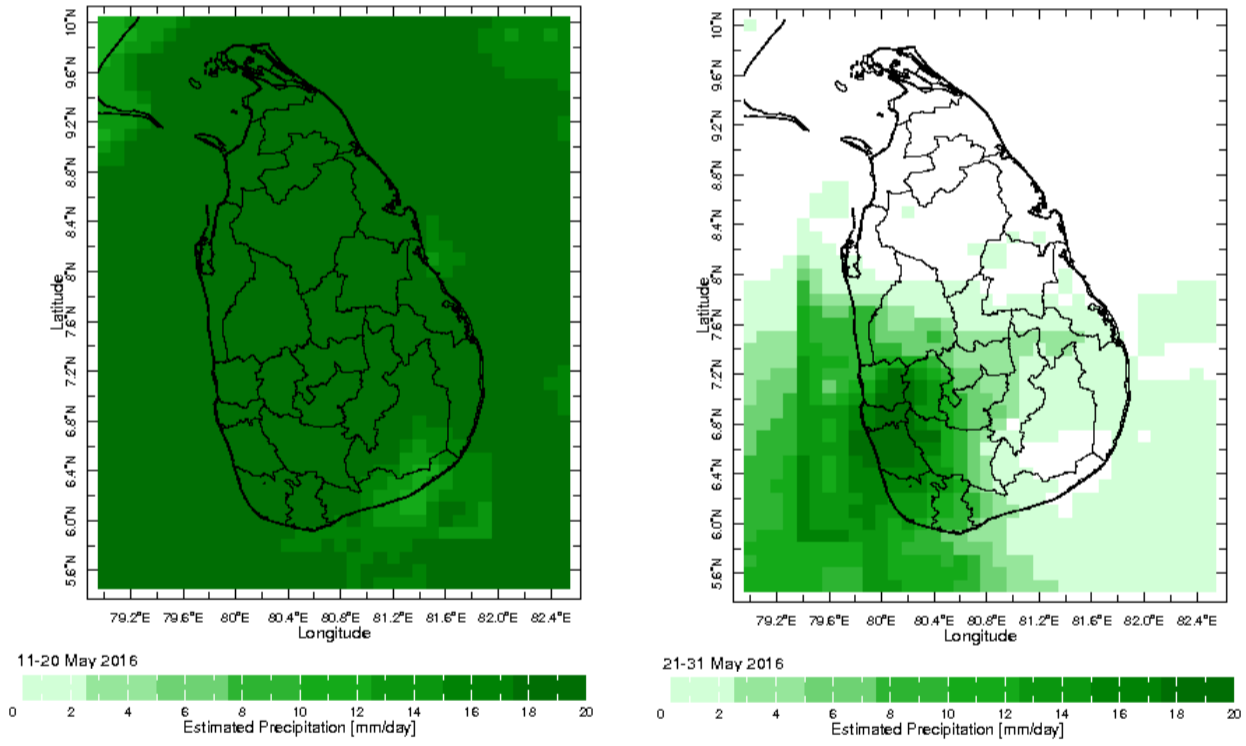 10°N
9.6°N
9.2°N
8.8°N
8.4°N
8°N
7.6°N
7.2°N
6.8°N
6.4°N
6.0°N
5.6°N
Latitude
79.2°E 79.6°E 80°E 80.4°E 80.8°E 81.2°E 81.6°E 82.0°E 82.4°E
Longitude
11-20 May 2016
0 2 4 6 8 10 12 14 16 18 20
Estimated Precipitation [mm/day]
10°N
9.6°N
9.2°N
8.8°N
8.4°N
8°N
7.6°N
7.2°N
6.8°N
6.4°N
6.0°N
5.6°N
Latitude
79.2°E 79.6°E 80°E 80.4°E 80.8°E 81.2°E 81.6°E 82.0°E 82.4°E
Longitude
21-31 May 2016
0 2 4 6 8 10 12 14 16 18 20
Estimated Precipitation [mm/day]